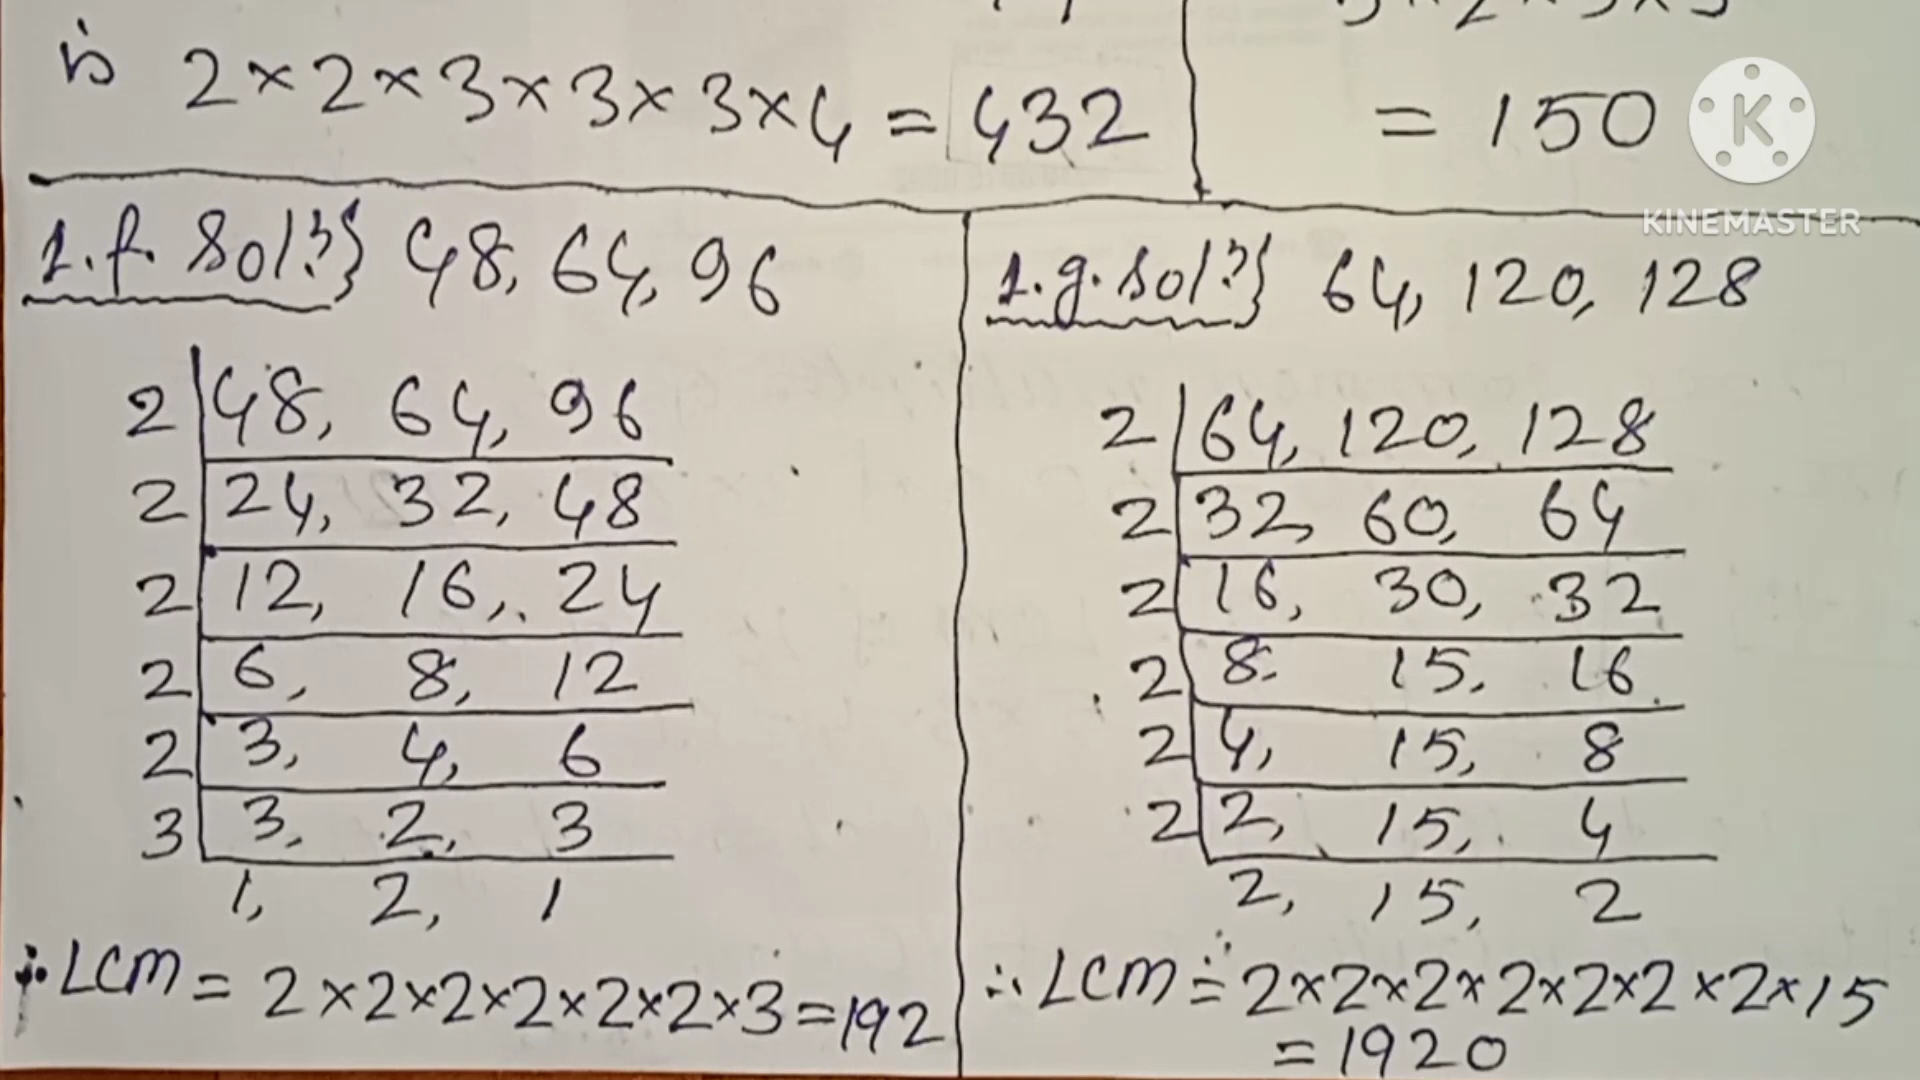 is 2×2×3×3×3×4=432
= 150
K
KINEMASTER
1.f. Sol?} 48, 64, 96
2 48, 64, 96
2 24, 32, 48
2 12, 16, 24
2 6, 8, 12
2 3, 4, 6
3 3, 2, 3
1, 2, 1
∴ LCM = 2×2×2×2×2×2×3=192
1.g. sol?} 64, 120, 128
2 64, 120, 128
2 32, 60, 64
2 16, 30, 32
2 8, 15, 16
2 4, 15, 8
2 2, 15, 4
2, 15, 2
∴ LCM = 2×2×2×2×2×2×2×15
= 1920